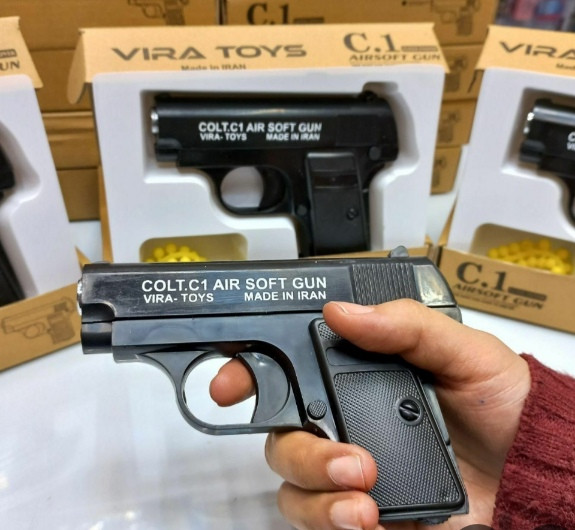 VIRA TOYS
Made in IRAN
C.1
AIRSOFT GUN
COLT.C1 AIR SOFT GUN
VIRA- TOYS MADE IN IRAN
GUN
VIRA
COLT.C1 AIR SOFT GUN
VIRA- TOYS MADE IN IRAN
C.1
AIRSOFT GUN